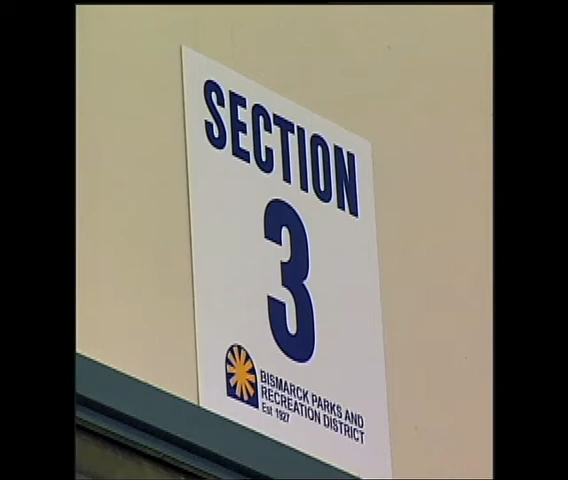 SECTION
3
BISMARCK PARKS AND
RECREATION DISTRICT
Est 1927